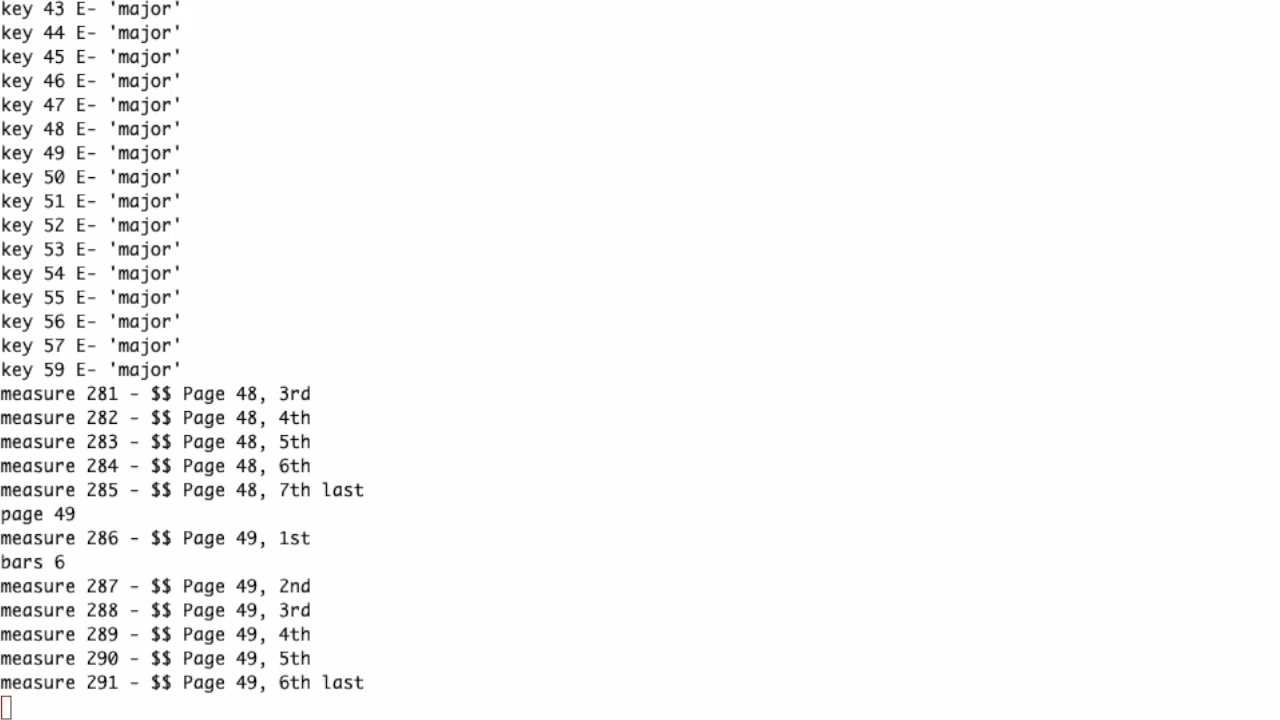 key 43 E- 'major'
key 44 E- 'major'
key 45 E- 'major'
key 46 E- 'major'
key 47 E- 'major'
key 48 E- 'major'
key 49 E- 'major'
key 50 E- 'major'
key 51 E- 'major'
key 52 E- 'major'
key 53 E- 'major'
key 54 E- 'major'
key 55 E- 'major'
key 56 E- 'major'
key 57 E- 'major'
key 59 E- 'major'
measure 281 - $$ Page 48, 3rd
measure 282 - $$ Page 48, 4th
measure 283 - $$ Page 48, 5th
measure 284 - $$ Page 48, 6th
measure 285 - $$ Page 48, 7th last
page 49
measure 286 - $$ Page 49, 1st
bars 6
measure 287 - $$ Page 49, 2nd
measure 288 - $$ Page 49, 3rd
measure 289 - $$ Page 49, 4th
measure 290 - $$ Page 49, 5th
measure 291 - $$ Page 49, 6th last